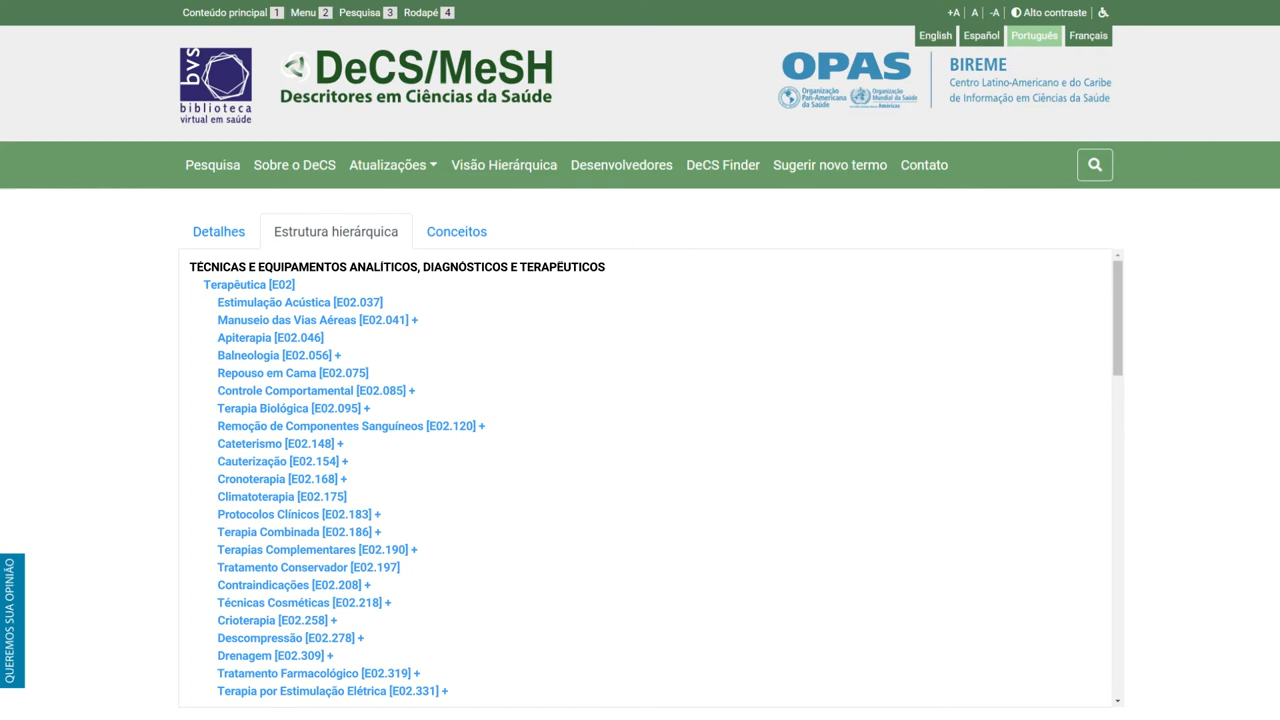 Conteúdo principal 1 Menu 2 Pesquisa 3 Rodapé 4
+A A -A Alto contraste
English Español Português Français
BVS
biblioteca
virtual em saúde
DeCS/MeSH
Descritores em Ciências da Saúde
OPAS
Organização
Pan-Americana
da Saúde
Organização
Mundial da Saúde
Américas
BIREME
Centro Latino-Americano e do Caribe
de Informação em Ciências da Saúde
Pesquisa Sobre o DeCS Atualizações Visão Hierárquica Desenvolvedores DeCS Finder Sugerir novo termo Contato
Detalhes Estrutura hierárquica Conceitos
TÉCNICAS E EQUIPAMENTOS ANALÍTICOS, DIAGNÓSTICOS E TERAPÊUTICOS
Terapêutica [E02]
Estimulação Acústica [E02.037]
Manuseio das Vias Aéreas [E02.041] +
Apiterapia [E02.046]
Balneologia [E02.056] +
Repouso em Cama [E02.075]
Controle Comportamental [E02.085] +
Terapia Biológica [E02.095] +
Remoção de Componentes Sanguíneos [E02.120] +
Cateterismo [E02.148] +
Cauterização [E02.154] +
Cronoterapia [E02.168] +
Climatoterapia [E02.175]
Protocolos Clínicos [E02.183] +
Terapia Combinada [E02.186] +
Terapias Complementares [E02.190] +
Tratamento Conservador [E02.197]
Contraindicações [E02.208] +
Técnicas Cosméticas [E02.218] +
Crioterapia [E02.258] +
Descompressão [E02.278] +
Drenagem [E02.309] +
Tratamento Farmacológico [E02.319] +
Terapia por Estimulação Elétrica [E02.331] +
QUEREMOS SUA OPINIÃO